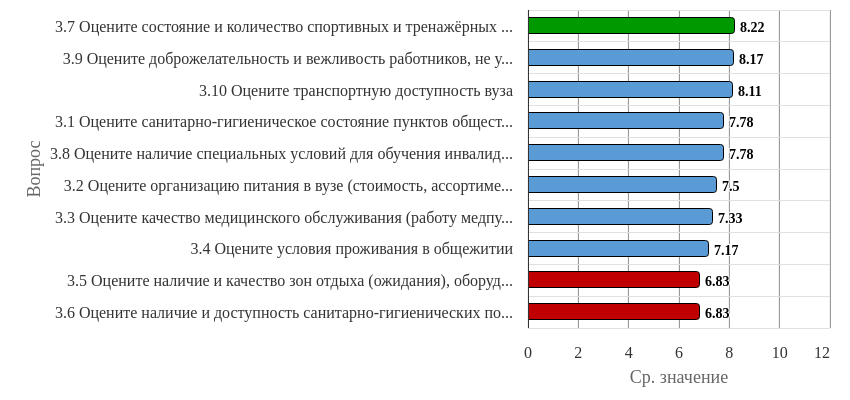 3.7 Оцените состояние и количество спортивных и тренажёрных ... 8.22
3.9 Оцените доброжелательность и вежливость работников, не у... 8.17
3.10 Оцените транспортную доступность вуза 8.11
3.1 Оцените санитарно-гигиеническое состояние пунктов общест... 7.78
3.8 Оцените наличие специальных условий для обучения инвалид... 7.78
3.2 Оцените организацию питания в вузе (стоимость, ассортиме... 7.5
3.3 Оцените качество медицинского обслуживания (работу медпу... 7.33
3.4 Оцените условия проживания в общежитии 7.17
3.5 Оцените наличие и качество зон отдыха (ожидания), оборуд... 6.83
3.6 Оцените наличие и доступность санитарно-гигиенических по... 6.83
Вопрос
0 2 4 6 8 10 12
Ср. значение